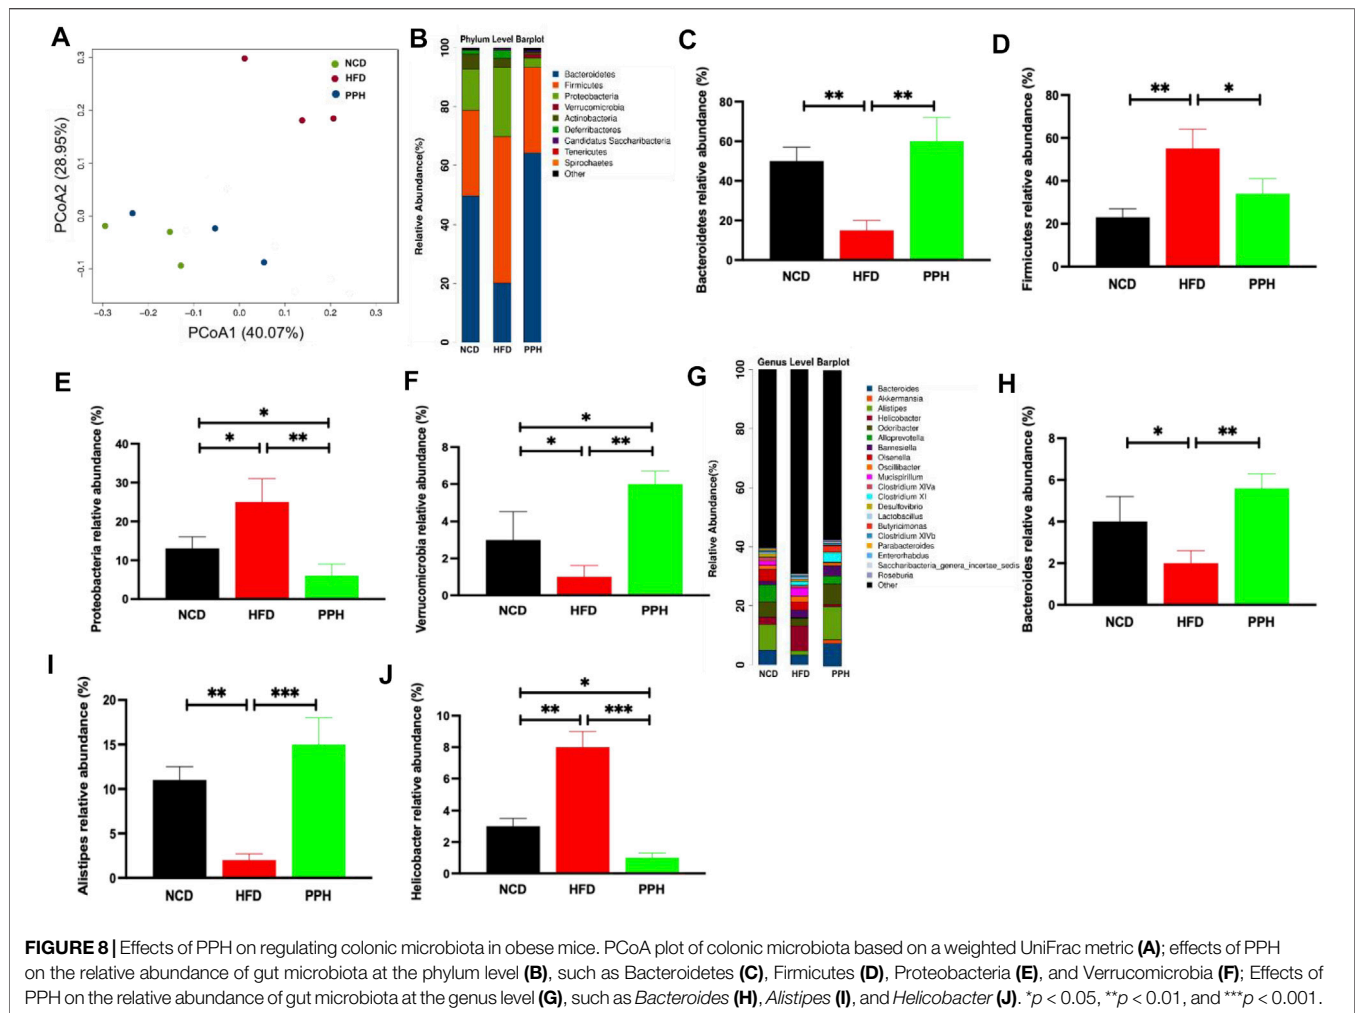 A
PCoA2 (28.95%)
0.3
0.2
0.1
0.0
−0.1
−0.3 −0.2 −0.1 0.0 0.1 0.2 0.3
PCoA1 (40.07%)
NCD
HFD
PPH
B
Phylum Level Barplot
Relative Abundance(%)
100
80
60
40
20
0
NCD HFD PPH
Bacteroidetes
Firmicutes
Proteobacteria
Verrucomicrobia
Actinobacteria
Deferribacteres
Candidatus Saccharibacteria
Tenericutes
Spirochaetes
Other
C
Bacteroidetes relative abundance (%)
80
60
40
20
0
** **
NCD HFD PPH
D
Firmicutes relative abundance (%)
80
60
40
20
0
** *
NCD HFD PPH
E
Proteobacteria relative abundance (%)
40
30
20
10
0
*
* **
NCD HFD PPH
F
Verrucomicrobia relative abundance (%)
8
6
4
2
0
*
* **
NCD HFD PPH
G
Genus Level Barplot
Relative Abundance(%)
100
80
60
40
20
0
NCD HFD PPH
Bacteroides
Akkermansia
Alistipes
Helicobacter
Odoribacter
Alloprevotella
Barnesiella
Olsenella
Oscillibacter
Mucispirillum
Clostridium XIVa
Clostridium XI
Desulfovibrio
Lactobacillus
Butyricimonas
Clostridium XIVb
Parabacteroides
Enterorhabdus
Saccharibacteria_genera_incertae_sedis
Roseburia
Other
H
Bacteroides relative abundance (%)
8
6
4
2
0
* **
NCD HFD PPH
I
Alistipes relative abundance (%)
20
15
10
5
0
** ***
NCD HFD PPH
J
Helicobacter relative abundance (%)
10
8
6
4
2
0
*
** ***
NCD HFD PPH
FIGURE 8 | Effects of PPH on regulating colonic microbiota in obese mice. PCoA plot of colonic microbiota based on a weighted UniFrac metric (A); effects of PPH
on the relative abundance of gut microbiota at the phylum level (B), such as Bacteroidetes (C), Firmicutes (D), Proteobacteria (E), and Verrucomicrobia (F); Effects of
PPH on the relative abundance of gut microbiota at the genus level (G), such as Bacteroides (H), Alistipes (I), and Helicobacter (J). *p < 0.05, **p < 0.01, and ***p < 0.001.